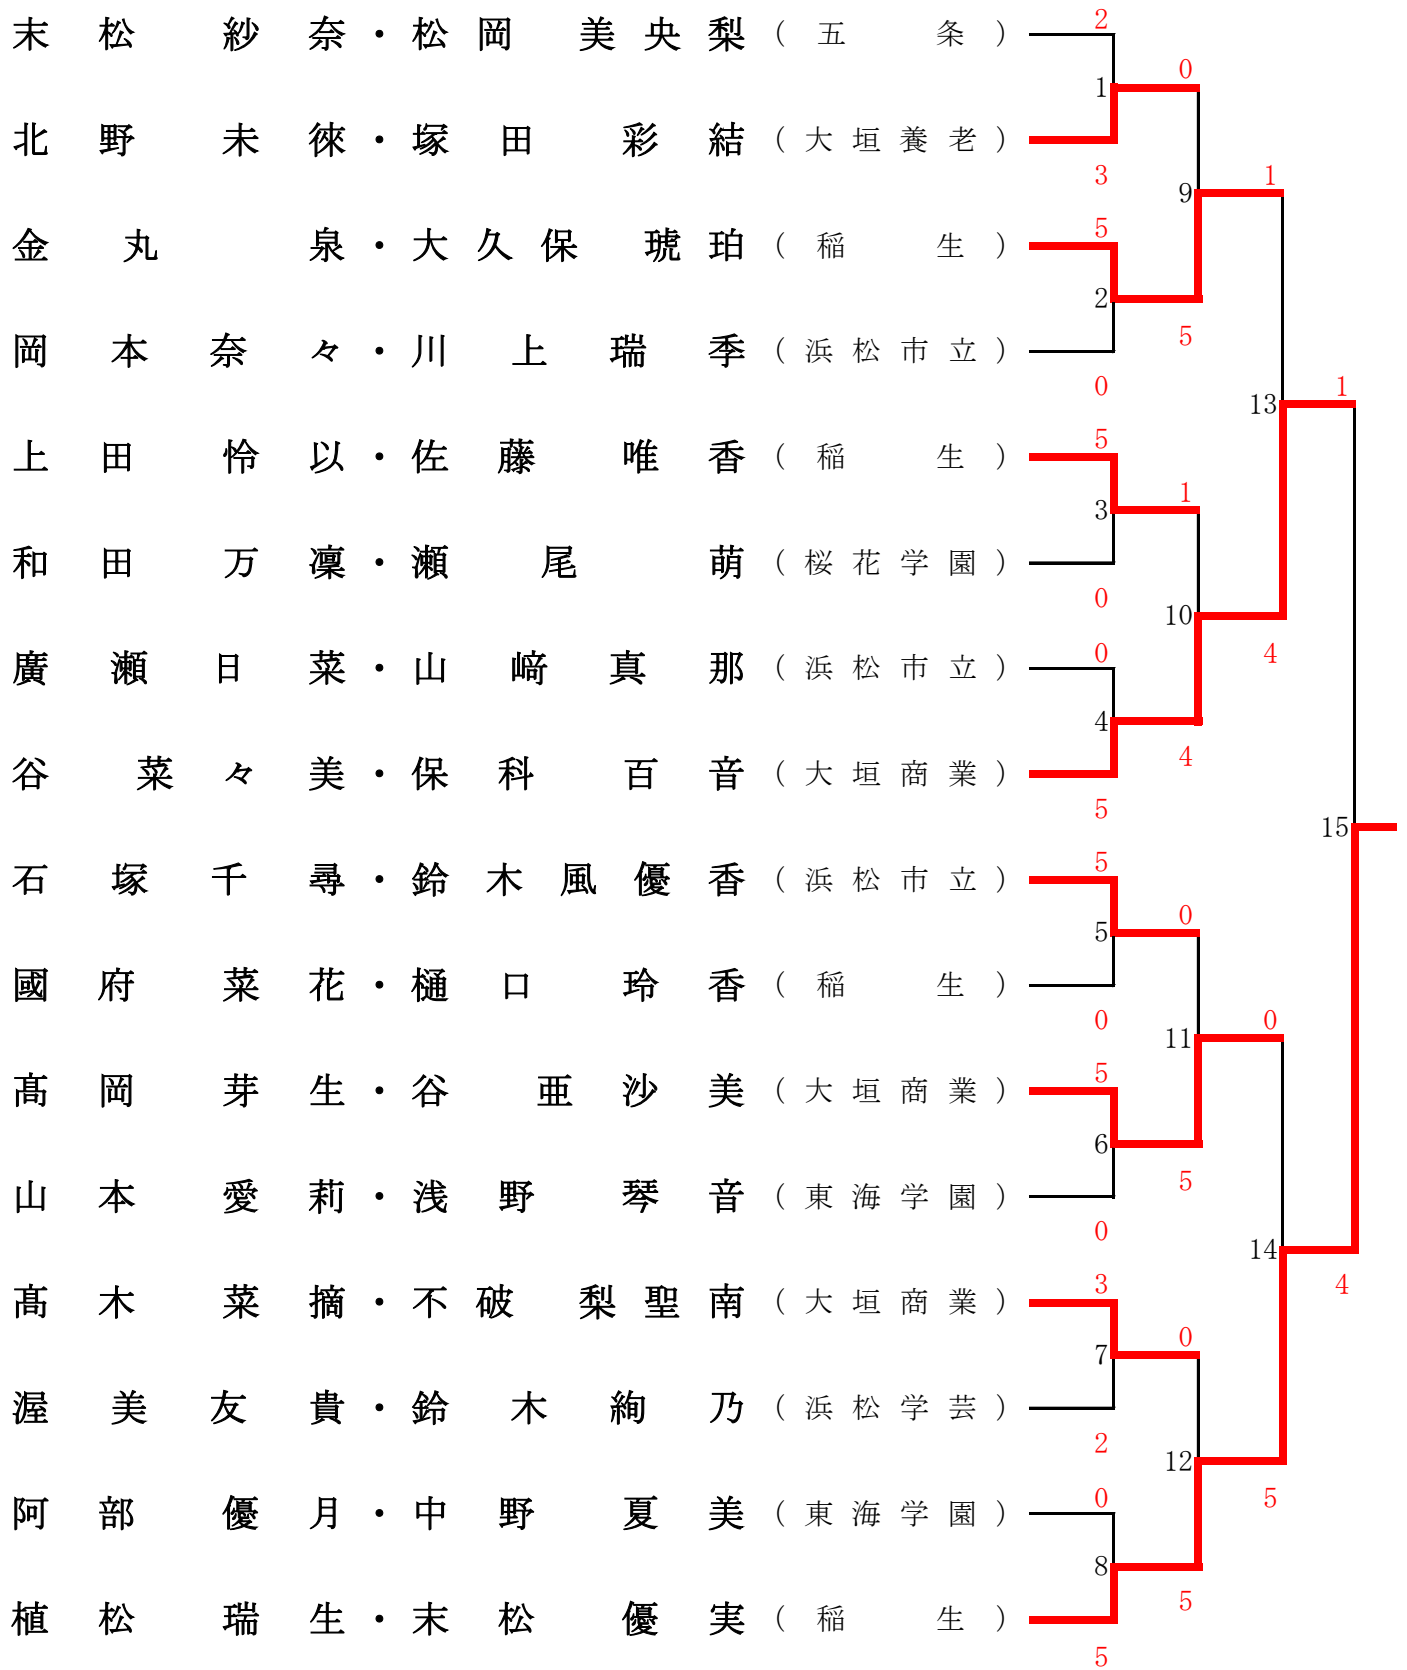 末松 紗奈・松岡 美央梨（五条） 2
0
1
北野 未徠・塚田 彩結（大垣養老）
3 9 1
金丸 泉・大久保 琥珀（稲生） 5
2
5
岡本奈々・川上瑞季（浜松市立）
0 13 1
上田 怜以・佐藤 唯香（稲生） 5
1
3
和田 万凜・瀬尾 萌（桜花学園）
0 10
廣瀬日菜・山﨑真那（浜松市立） 0 4
4
谷 菜々美・保科 百音（大垣商業） 4
5 15
石塚千尋・鈴木風優香（浜松市立） 5
0
5
國府 菜花・樋口 玲香（稲生）
0 11 0
髙岡 芽生・谷 亜沙美（大垣商業） 5
6
5
山本 愛莉・浅野 琴音（東海学園）
0 14 4
髙木 菜摘・不破 梨聖南（大垣商業） 3
0
7
渥美友貴・鈴木絢乃（浜松学芸）
2 12
阿部 優月・中野 夏美（東海学園） 0 5
8
5
植松 瑞生・末松 優実（稲生）
5